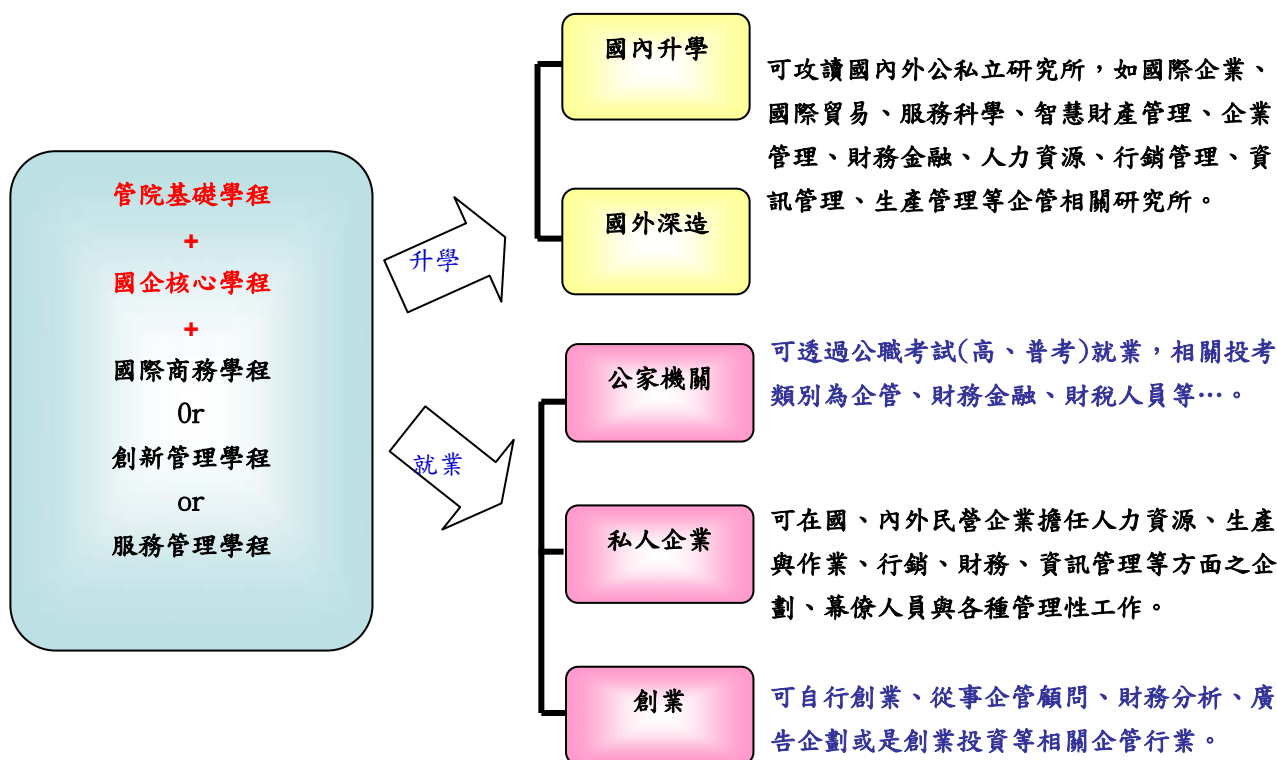 管院基礎學程
+
國企核心學程
+
國際商務學程
Or
創新管理學程
or
服務管理學程
升學
就業
國內升學
國外深造
可攻讀國內外公私立研究所，如國際企業、
國際貿易、服務科學、智慧財產管理、企業
管理、財務金融、人力資源、行銷管理、資
訊管理、生產管理等企管相關研究所。
公家機關
可透過公職考試(高、普考)就業，相關投考
類別為企管、財務金融、財稅人員等…。
私人企業
可在國、內外民營企業擔任人力資源、生產
與作業、行銷、財務、資訊管理等方面之企
劃、幕僚人員與各種管理性工作。
創業
可自行創業、從事企管顧問、財務分析、廣
告企劃或是創業投資等相關企管行業。